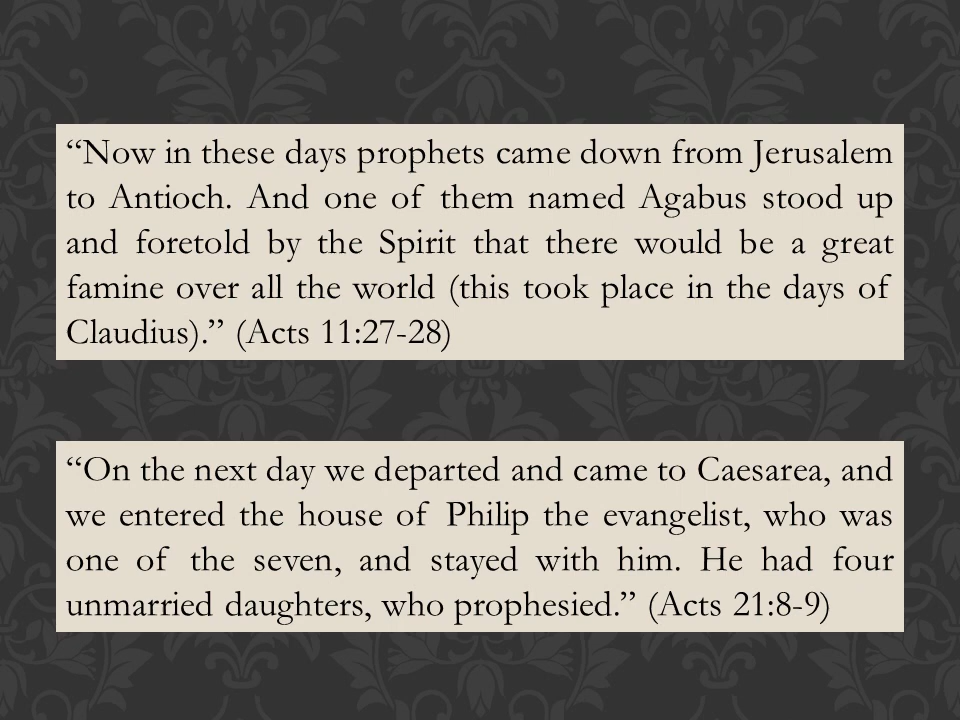 “Now in these days prophets came down from Jerusalem
to Antioch. And one of them named Agabus stood up
and foretold by the Spirit that there would be a great
famine over all the world (this took place in the days of
Claudius).” (Acts 11:27-28)
“On the next day we departed and came to Caesarea, and
we entered the house of Philip the evangelist, who was
one of the seven, and stayed with him. He had four
unmarried daughters, who prophesied.” (Acts 21:8-9)